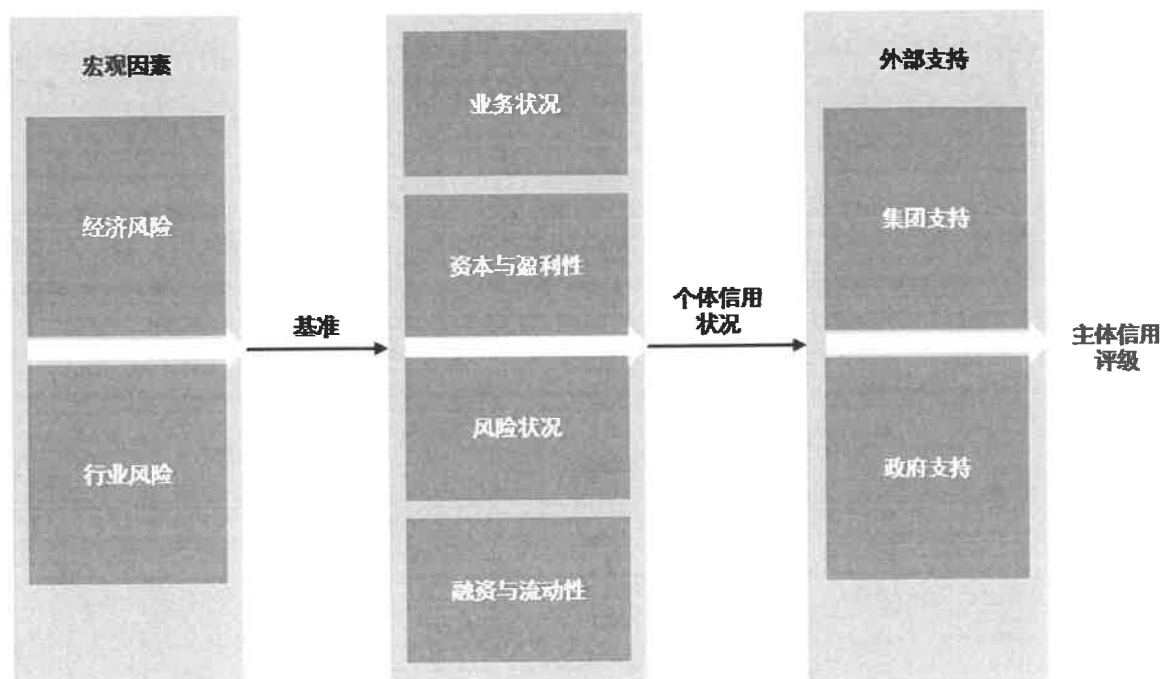 宏观因素
经济风险
行业风险
基准
业务状况
资本与盈利性
风险状况
融资与流动性
个体信用
状况
外部支持
集团支持
政府支持
主体信用
评级